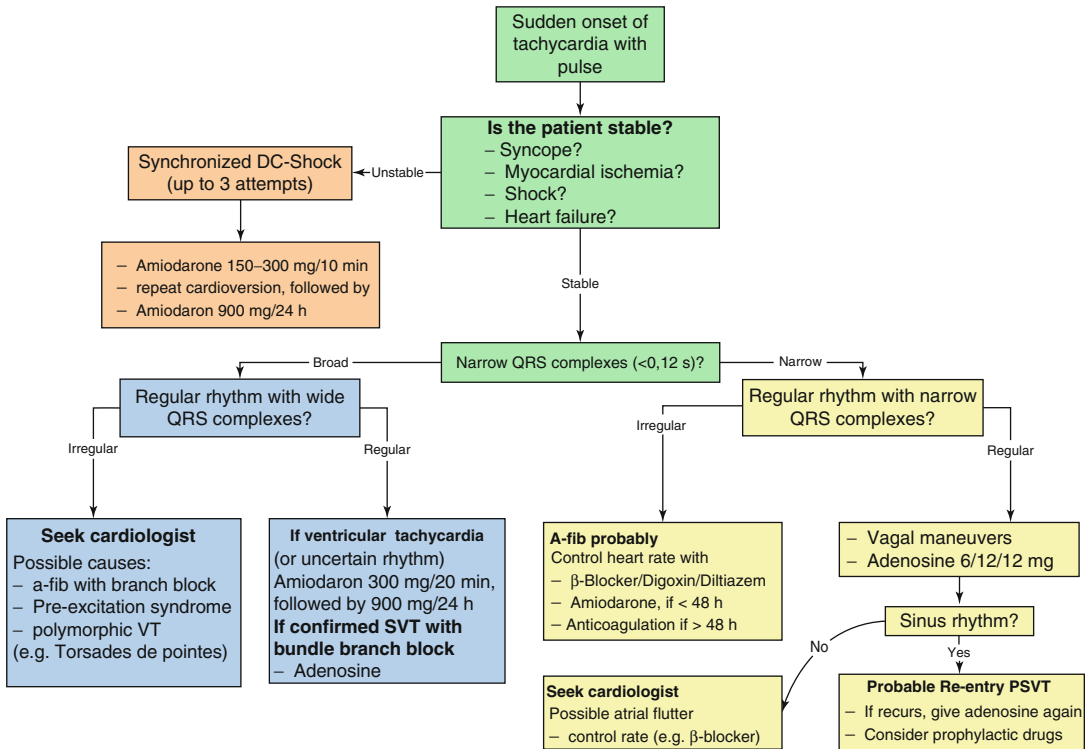 Sudden onset of
tachycardia with
pulse
Is the patient stable?
– Syncope?
– Myocardial ischemia?
– Shock?
– Heart failure?
Unstable
Synchronized DC-Shock
(up to 3 attempts)
– Amiodarone 150–300 mg/10 min
– repeat cardioversion, followed by
– Amiodaron 900 mg/24 h
Stable
Narrow QRS complexes (<0,12 s)?
Broad
Narrow
Regular rhythm with wide
QRS complexes?
Irregular
Regular
Seek cardiologist
Possible causes:
– a-fib with branch block
– Pre-excitation syndrome
– polymorphic VT
(e.g. Torsades de pointes)
If ventricular tachycardia
(or uncertain rhythm)
Amiodaron 300 mg/20 min,
followed by 900 mg/24 h
If confirmed SVT with
bundle branch block
– Adenosine
Regular rhythm with narrow
QRS complexes?
Irregular
Regular
A-fib probably
Control heart rate with
– β-Blocker/Digoxin/Diltiazem
– Amiodarone, if < 48 h
– Anticoagulation if > 48 h
– Vagal maneuvers
– Adenosine 6/12/12 mg
Sinus rhythm?
No
Yes
Seek cardiologist
Possible atrial flutter
– control rate (e.g. β-blocker)
Probable Re-entry PSVT
– If recurs, give adenosine again
– Consider prophylactic drugs